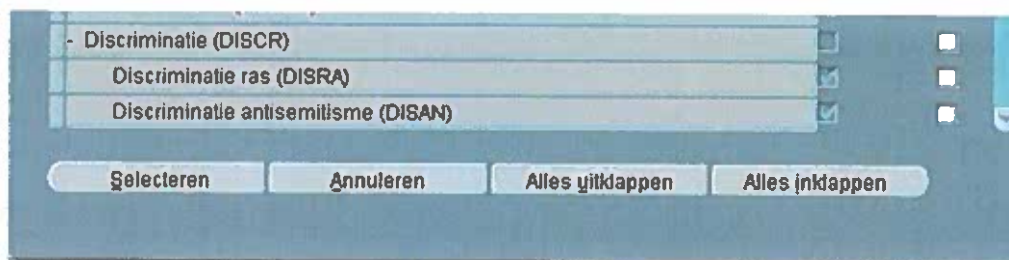 - Discriminatie (DISCR)
Discriminatie ras (DISRA)
Discriminatie antisemitisme (DISAN)
Selecteren Annuleren Alles uitklappen Alles inklappen